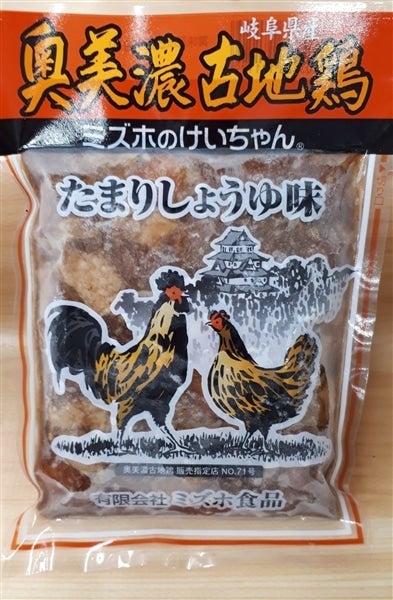 岐阜県産
奥美濃古地鶏
ミズホのけいちゃん®
たまりしょうゆ味
奥美濃古地鶏 販売指定店 NO.71号
有限会社 ミズホ食品